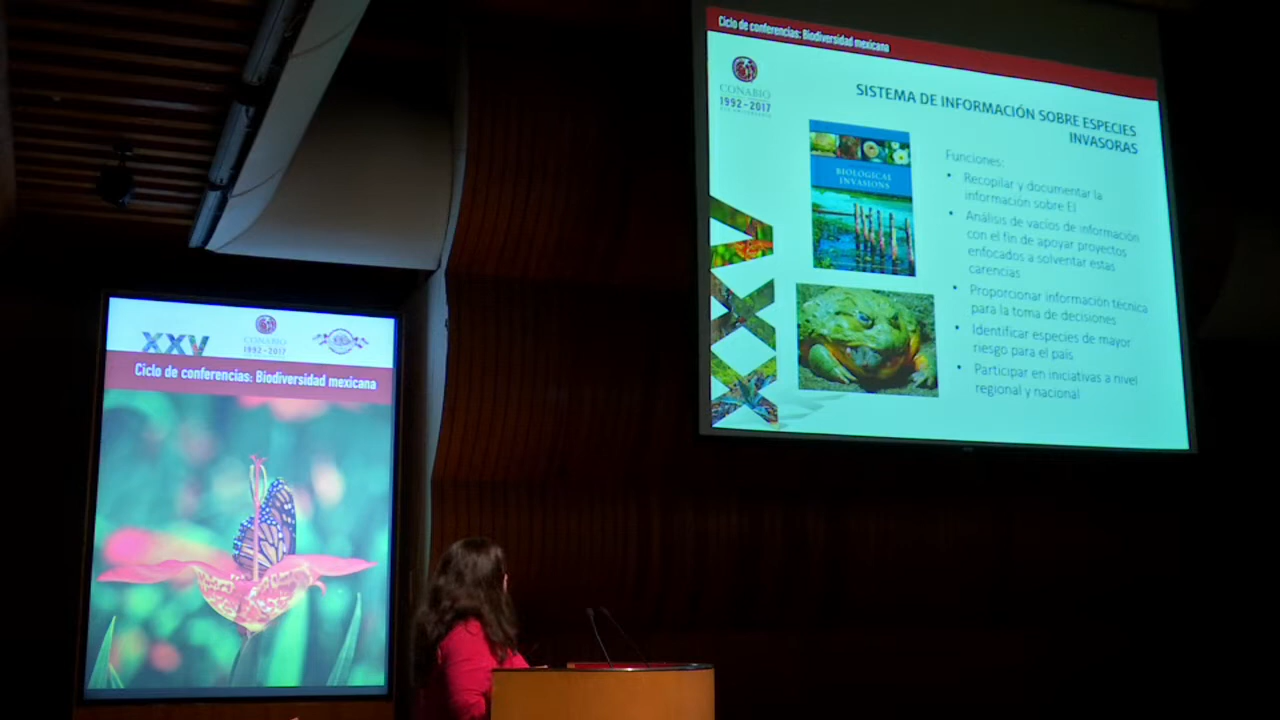 Ciclo de conferencias: Biodiversidad mexicana
CONABIO
1992-2017
SISTEMA DE INFORMACIÓN SOBRE ESPECIES
INVASORAS
BIOLOGICAL
INVASIONS
Funciones:
• Recopilar y documentar la
información sobre EI
• Análisis de vacíos de información
con el fin de apoyar proyectos
enfocados a solventar estas
carencias
• Proporcionar información técnica
para la toma de decisiones
• Identificar especies de mayor
riesgo para el país
• Participar en iniciativas a nivel
regional y nacional
XXV
CONABIO
1992-2017
Ciclo de conferencias: Biodiversidad mexicana